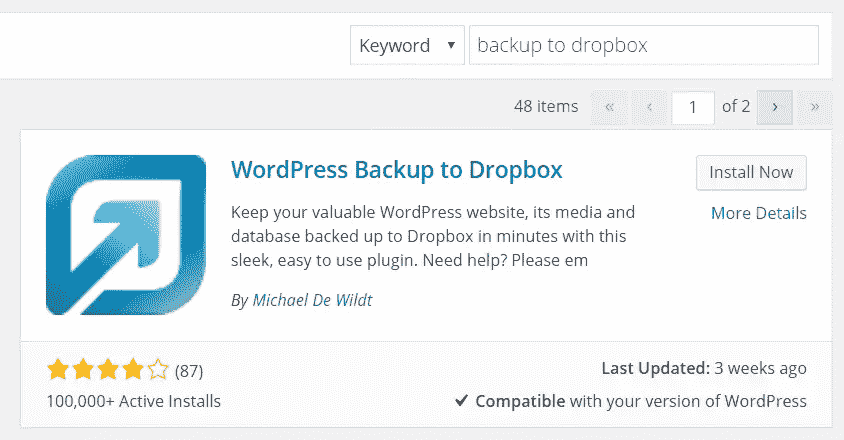 Keyword ▼ backup to dropbox
48 items « ‹ 1 of 2 › »
WordPress Backup to Dropbox
Install Now
More Details
Keep your valuable WordPress website, its media and
database backed up to Dropbox in minutes with this
sleek, easy to use plugin. Need help? Please em
By Michael De Wildt
(87)
Last Updated: 3 weeks ago
100,000+ Active Installs
✔ Compatible with your version of WordPress